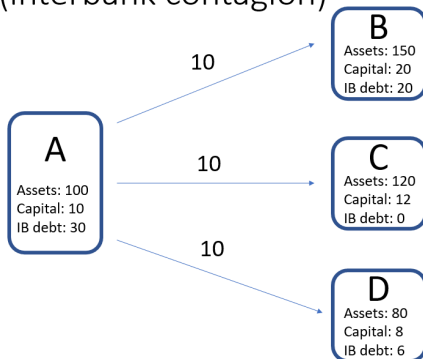 (interbank contagion)
B
Assets: 150
Capital: 20
IB debt: 20
10
A
Assets: 100
Capital: 10
IB debt: 30
10
C
Assets: 120
Capital: 12
IB debt: 0
10
D
Assets: 80
Capital: 8
IB debt: 6